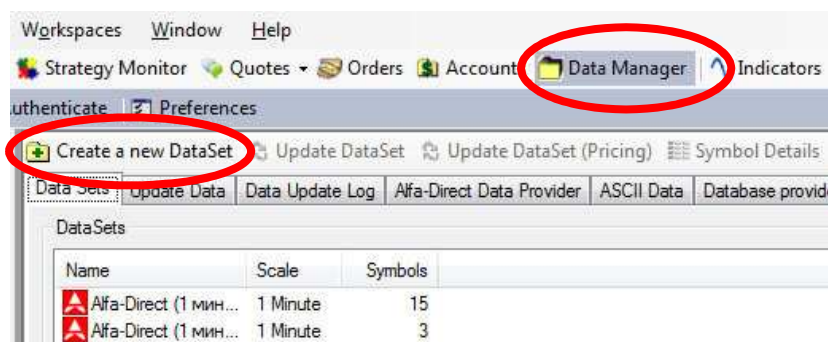 Workspaces Window Help
Strategy Monitor Quotes Orders Account Data Manager Indicators
uthenticate Preferences
Create a new DataSet Update DataSet Update DataSet (Pricing) Symbol Details
Data Sets Update Data Data Update Log Alfa-Direct Data Provider ASCII Data Database provide
DataSets
Name Scale Symbols
Alfa-Direct (1 мин... 1 Minute 15
Alfa-Direct (1 мин... 1 Minute 3